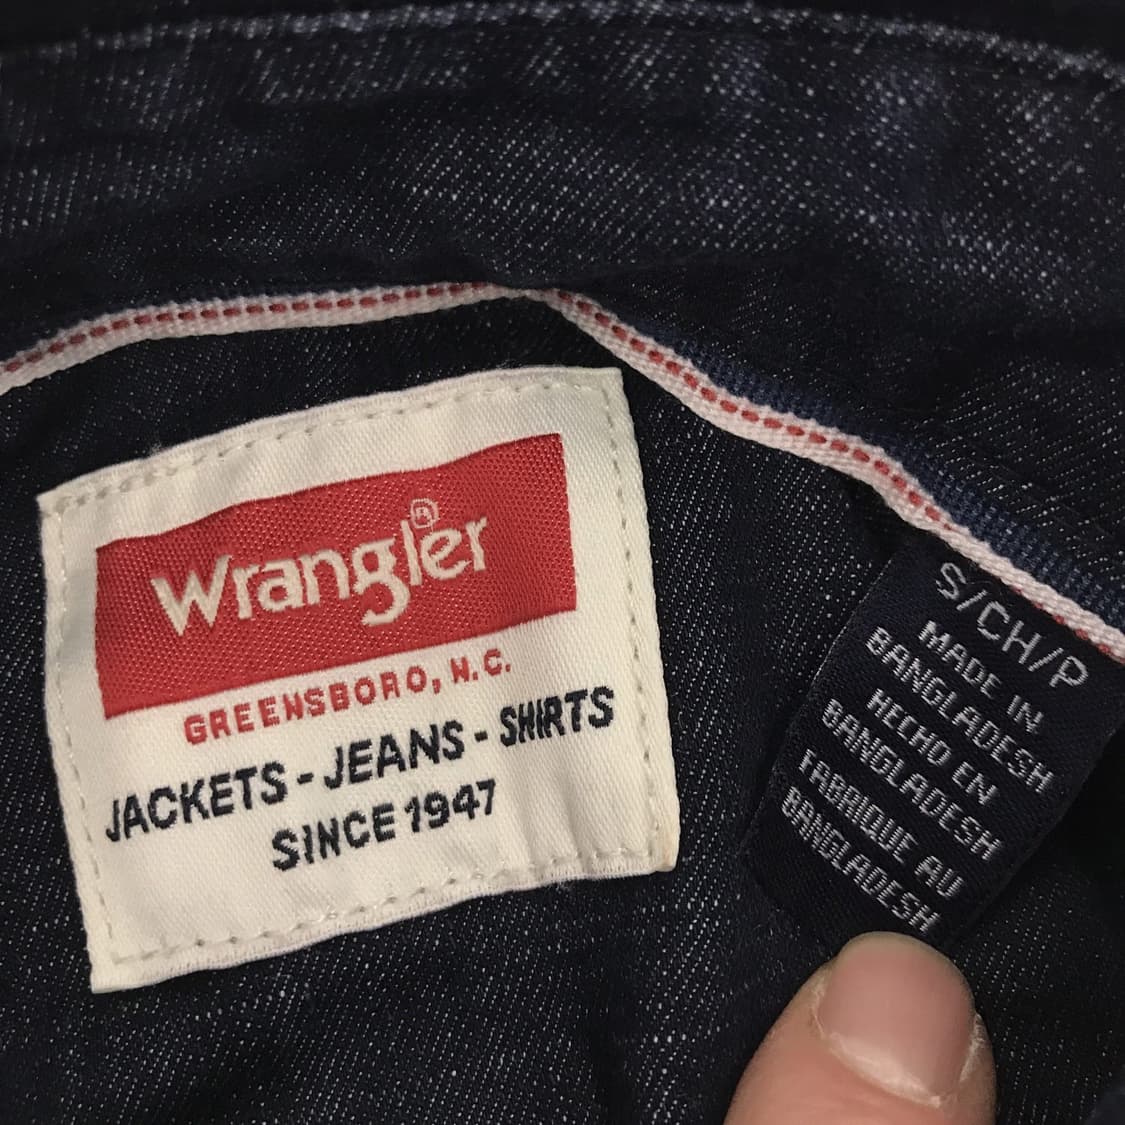 Wrangler®
GREENSBORO, N.C.
JACKETS - JEANS - SHIRTS
SINCE 1947
S/CH/P
MADE IN
BANGLADESH
HECHO EN
BANGLADESH
FABRIQUE AU
BANGLADESH